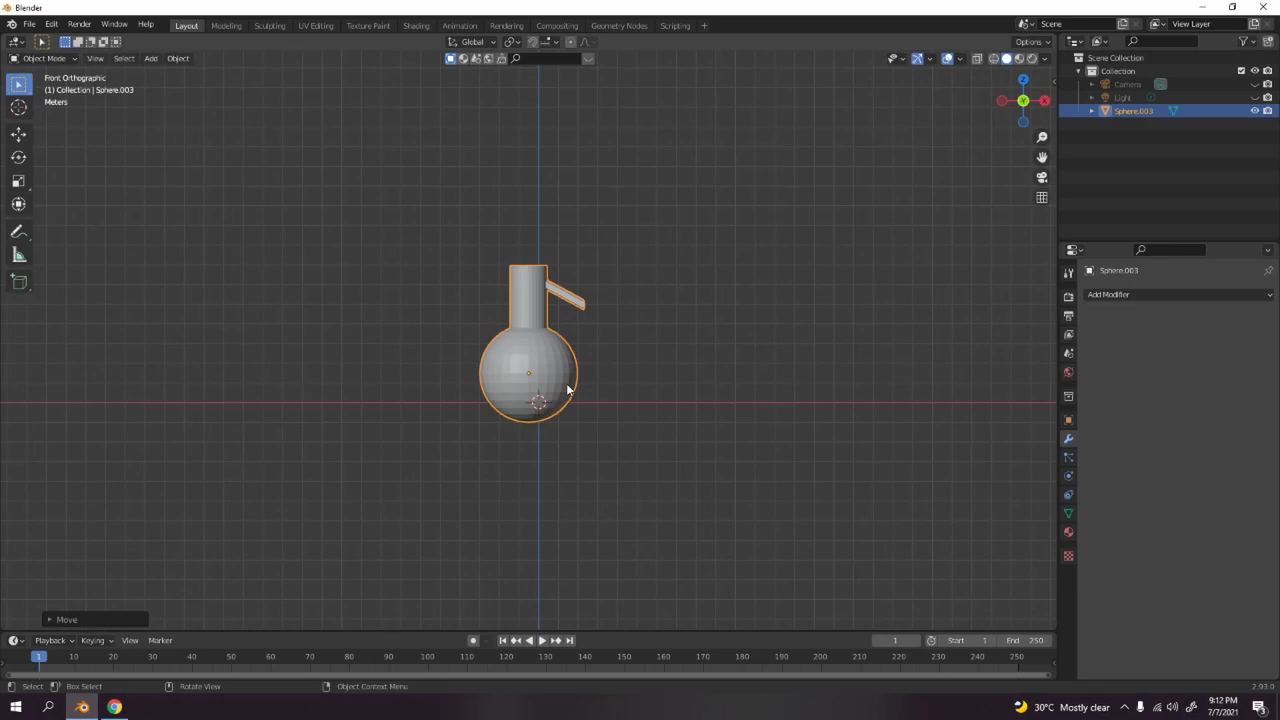 Blender
File Edit Render Window Help Layout Modeling Sculpting UV Editing Texture Paint Shading Animation Rendering Compositing Geometry Nodes Scripting + Scene View Layer
Global Options
Object Mode View Select Add Object
Front Orthographic
(1) Collection | Sphere.003
Meters
Scene Collection
Collection
Camera
Light
Sphere.003
Sphere.003
Add Modifier
Move
Playback Keying View Marker 1 Start 1 End 250
1 10 20 30 40 50 60 70 80 90 100 110 120 130 140 150 160 170 180 190 200 210 220 230 240 250
Select Box Select Rotate View Object Context Menu 2.93.0
30°C Mostly clear 9:12 PM
7/7/2021 3